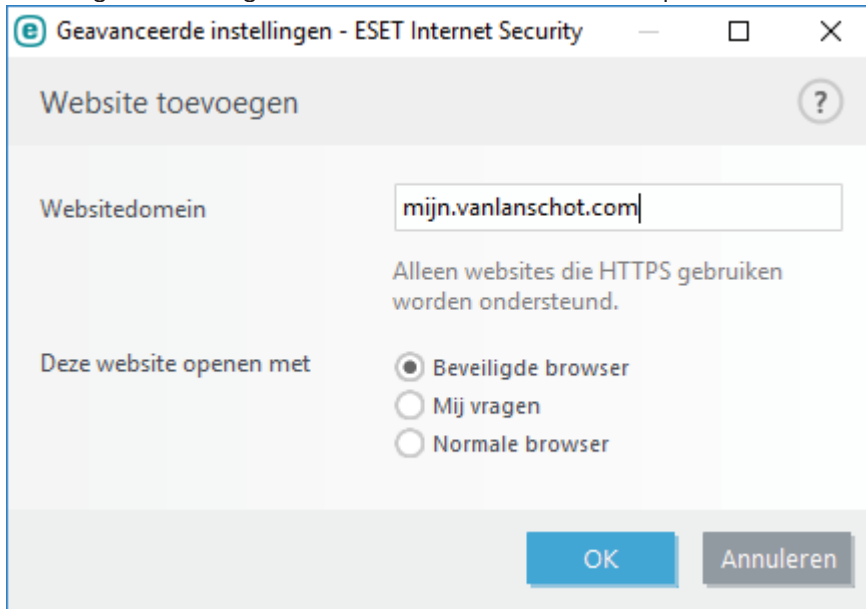 Geavanceerde instellingen - ESET Internet Security
Website toevoegen
?
Websitedomein
mijn.vanlanschot.com
Alleen websites die HTTPS gebruiken
worden ondersteund.
Deze website openen met
Beveiligde browser
Mij vragen
Normale browser
OK
Annuleren